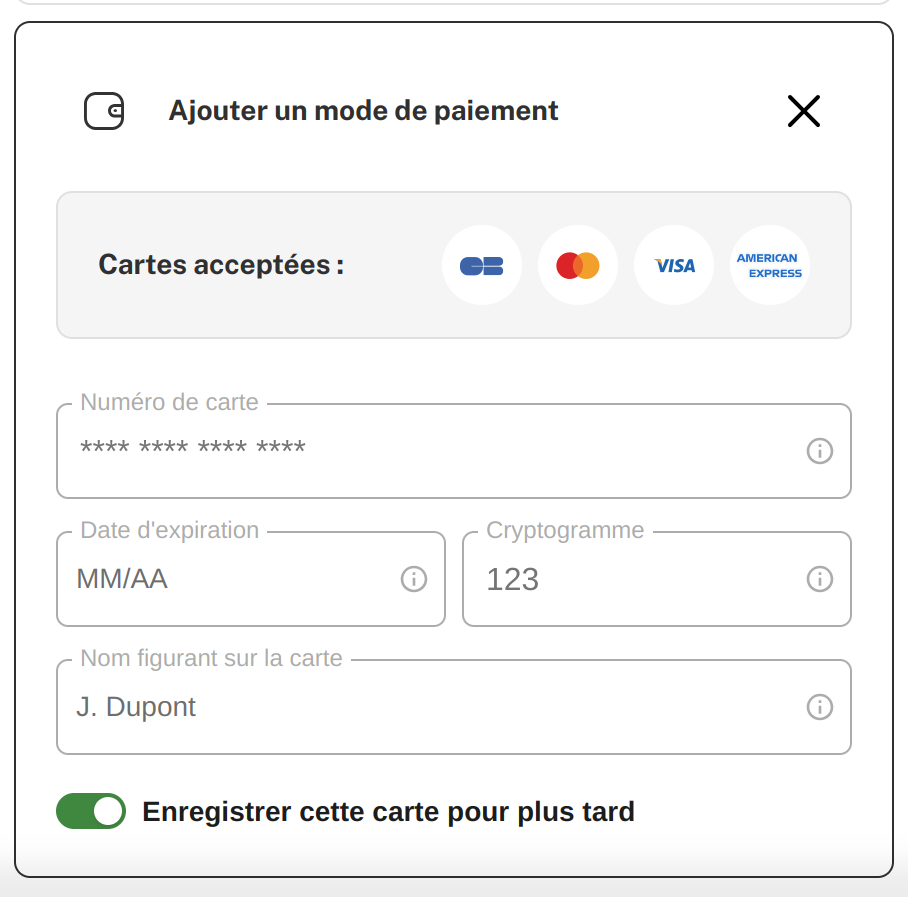 Ajouter un mode de paiement
Cartes acceptées :
CB
VISA
AMERICAN
EXPRESS
Numéro de carte
**** **** **** ****
Date d'expiration
MM/AA
Cryptogramme
123
Nom figurant sur la carte
J. Dupont
Enregistrer cette carte pour plus tard